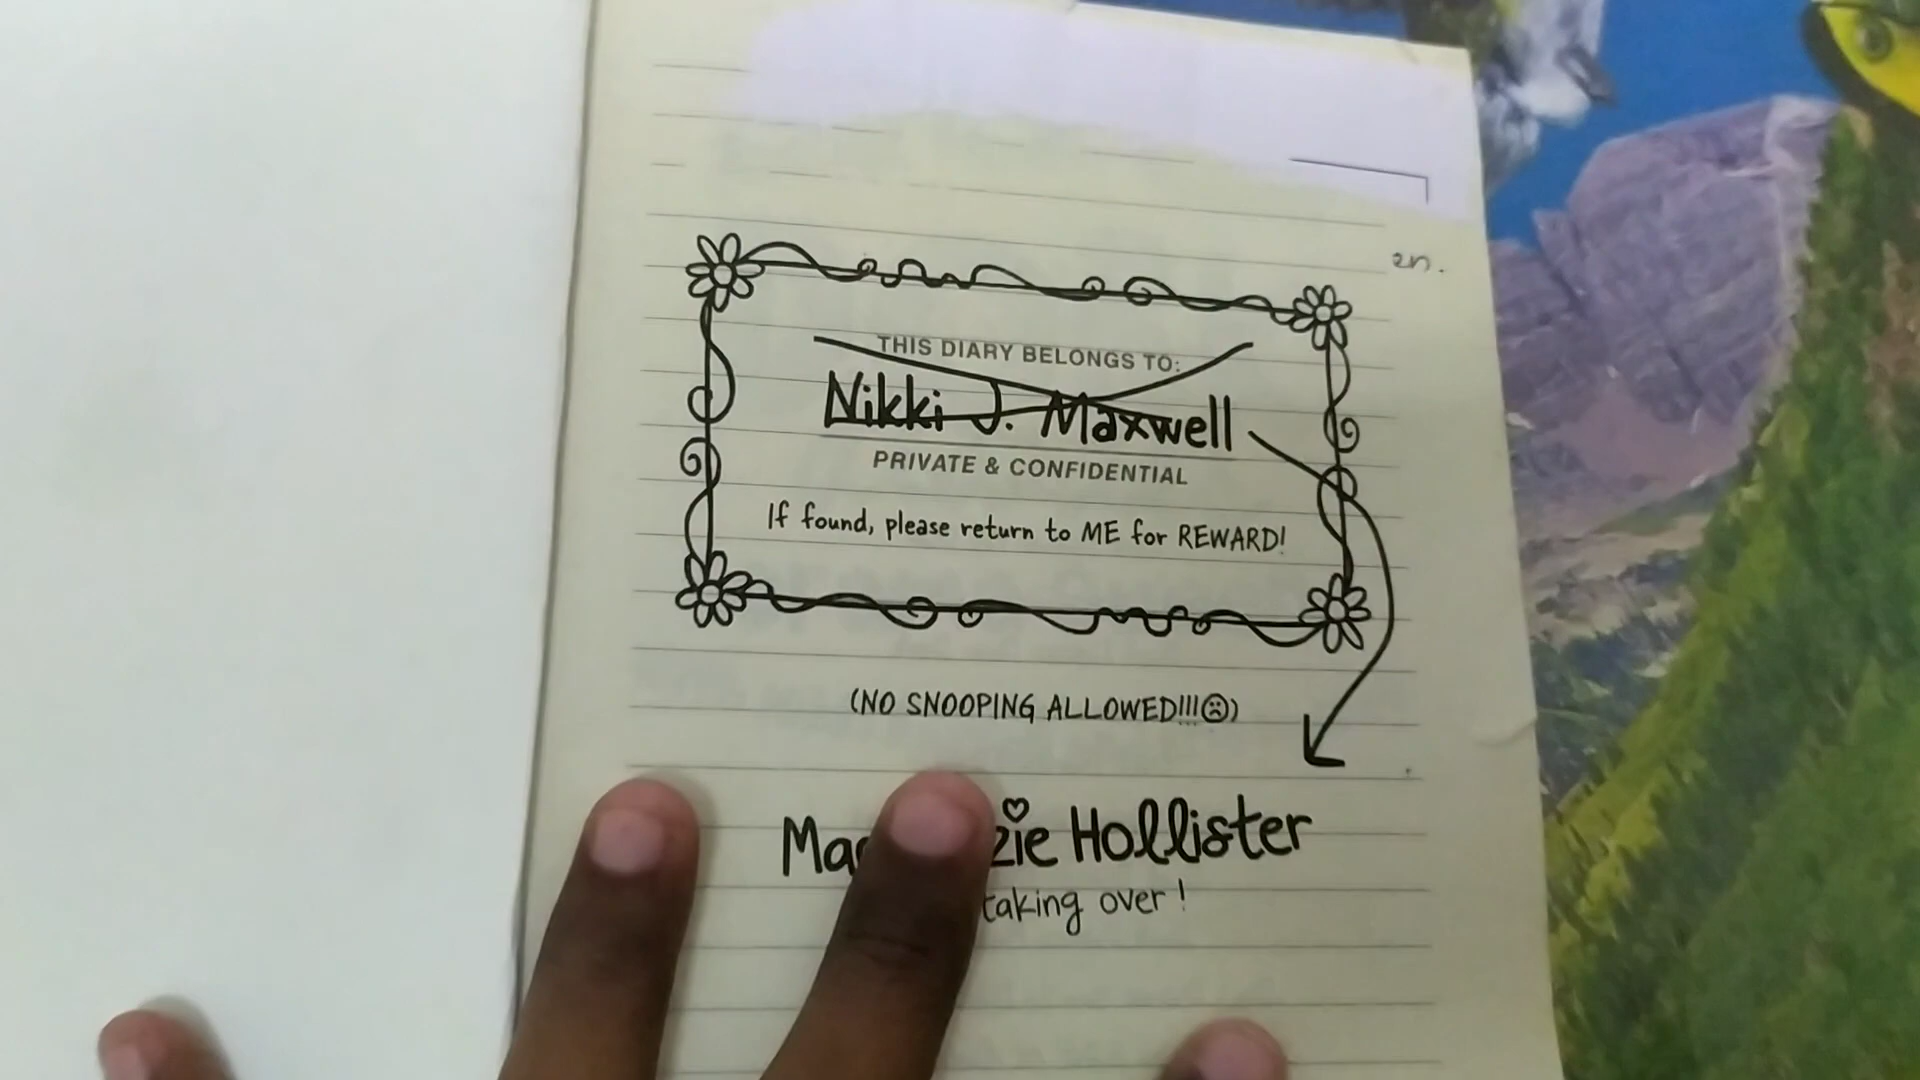 en.
THIS DIARY BELONGS TO:
Nikki J. Maxwell
PRIVATE & CONFIDENTIAL
If found, please return to ME for REWARD!
(NO SNOOPING ALLOWED!!!☹)
Hollister
taking over!